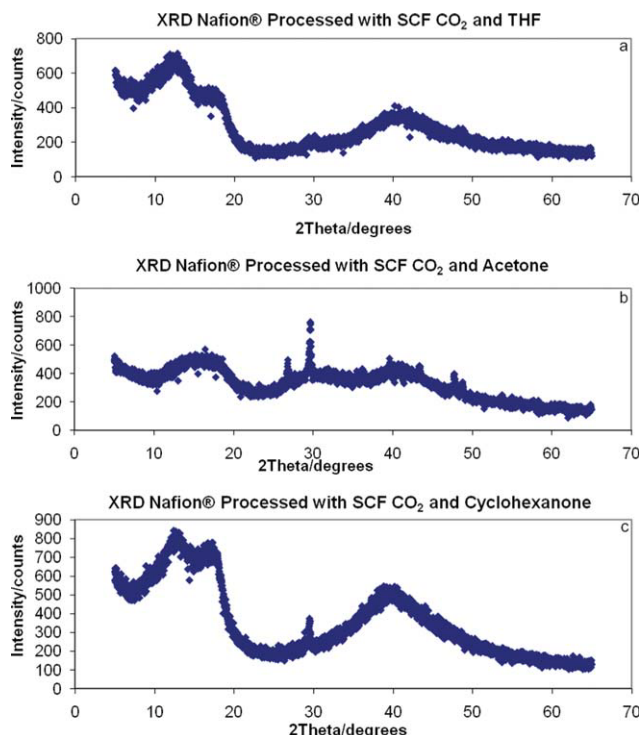 XRD Nafion® Processed with SCF CO₂ and THF
a
Intensity/counts
800
600
400
200
0
0 10 20 30 40 50 60 70
2Theta/degrees
XRD Nafion® Processed with SCF CO₂ and Acetone
b
Intensity/counts
1000
800
600
400
200
0
0 10 20 30 40 50 60 70
2Theta/degrees
XRD Nafion® Processed with SCF CO₂ and Cyclohexanone
c
Intensity/counts
900
800
700
600
500
400
300
200
100
0
0 10 20 30 40 50 60 70
2Theta/degrees